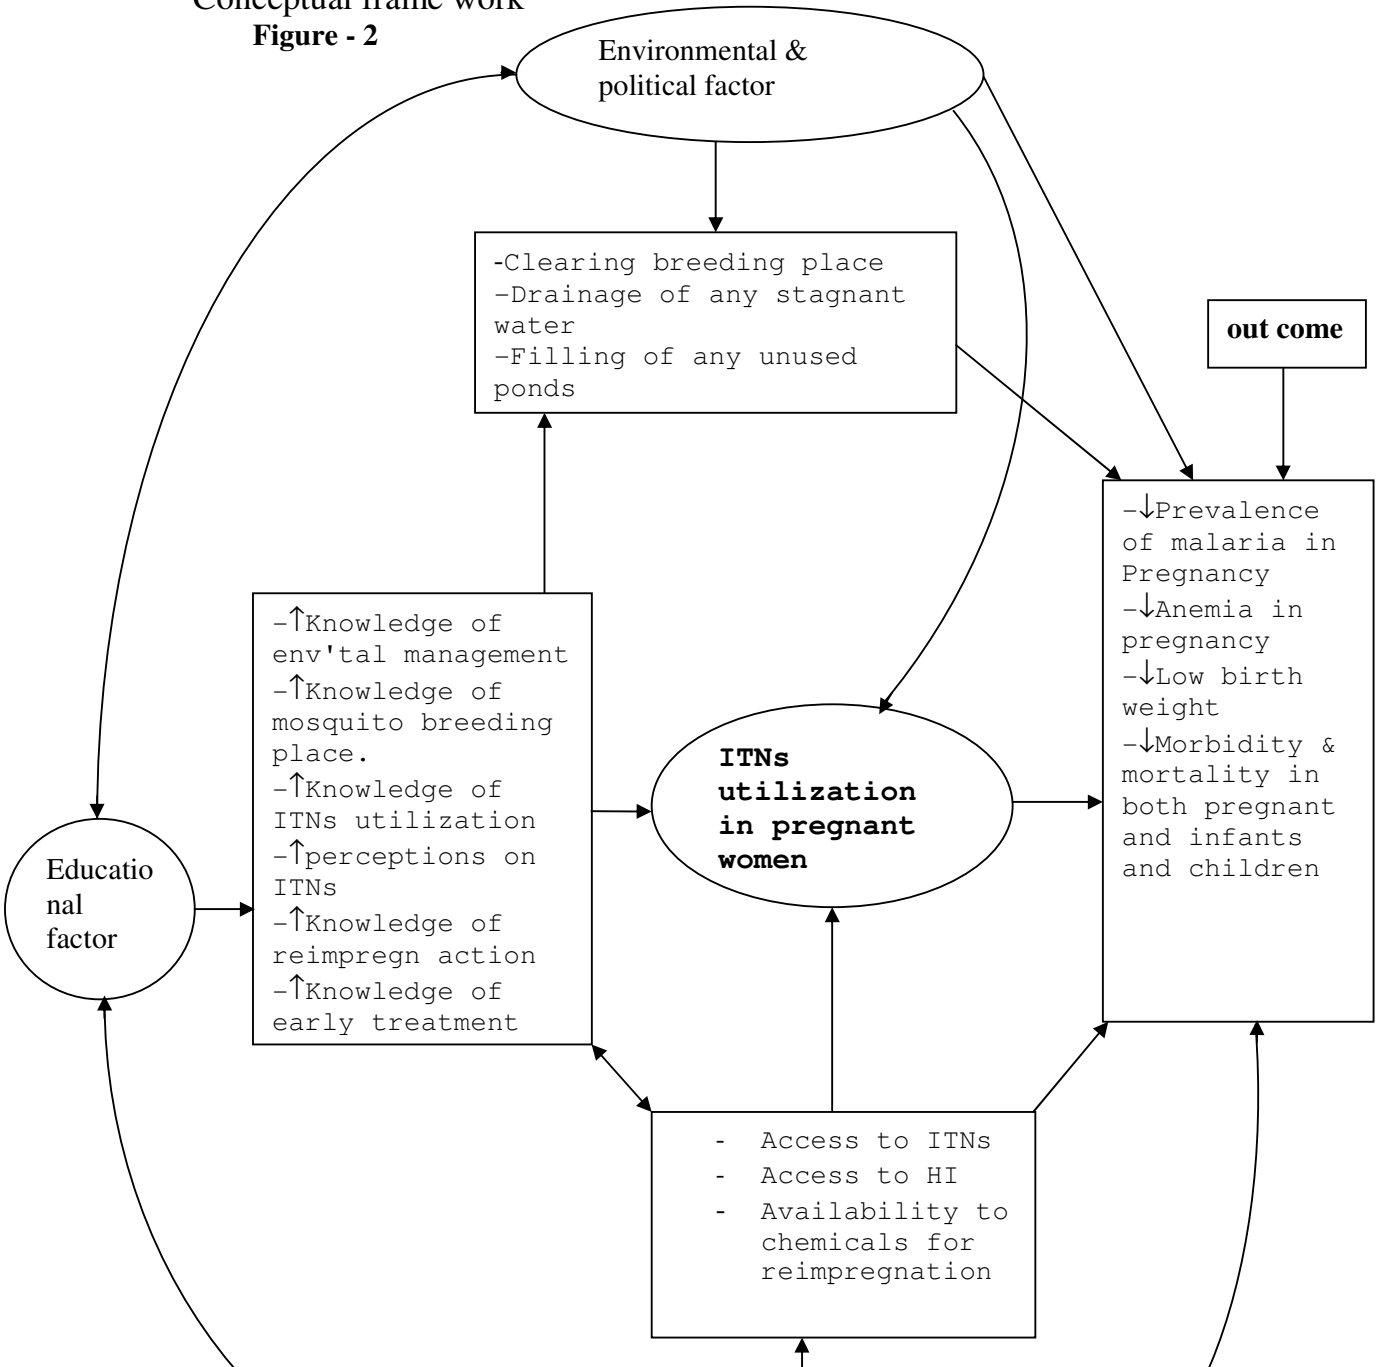 Conceptual frame work
Figure - 2
Environmental &
political factor
-Clearing breeding place
-Drainage of any stagnant
water
-Filling of any unused
ponds
out come
-↓Prevalence
of malaria in
Pregnancy
-↓Anemia in
pregnancy
-↓Low birth
weight
-↓Morbidity &
mortality in
both pregnant
and infants
and children
-↑Knowledge of
env'tal management
-↑Knowledge of
mosquito breeding
place.
-↑Knowledge of
ITNs utilization
-↑perceptions on
ITNs
-↑Knowledge of
reimpregn action
-↑Knowledge of
early treatment
ITNs
utilization
in pregnant
women
Educatio
nal
factor
- Access to ITNs
- Access to HI
- Availability to
chemicals for
reimpregnation